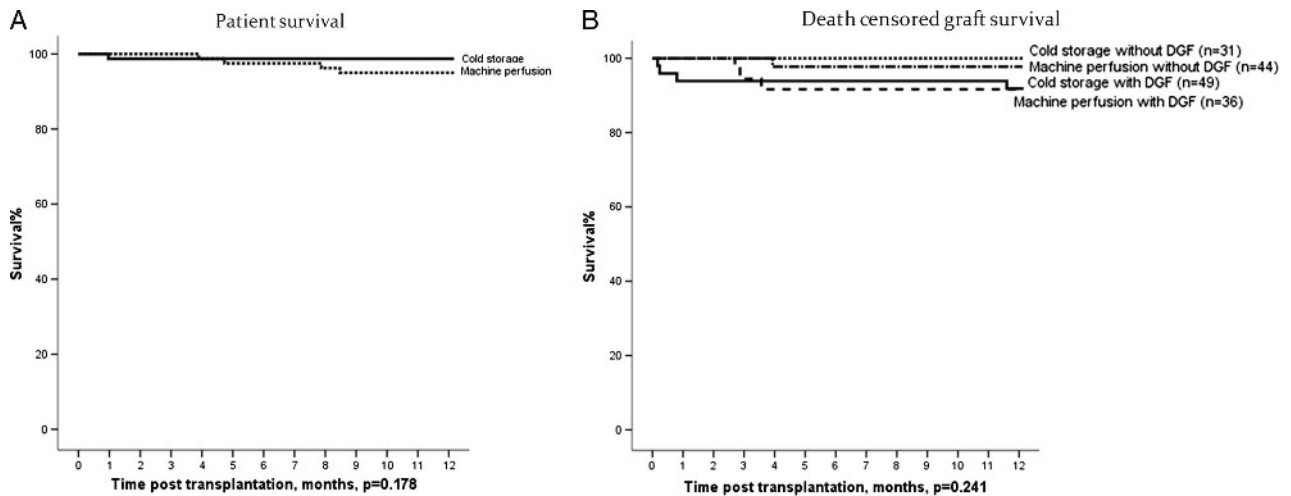 A
Patient survival
100
80
60
40
20
0
Survival%
Cold storage
Machine perfusion
0 1 2 3 4 5 6 7 8 9 10 11 12
Time post transplantation, months, p=0.178
B
Death censored graft survival
100
80
60
40
20
0
Survival%
Cold storage without DGF (n=31)
Machine perfusion without DGF (n=44)
Cold storage with DGF (n=49)
Machine perfusion with DGF (n=36)
0 1 2 3 4 5 6 7 8 9 10 11 12
Time post transplantation, months, p=0.241